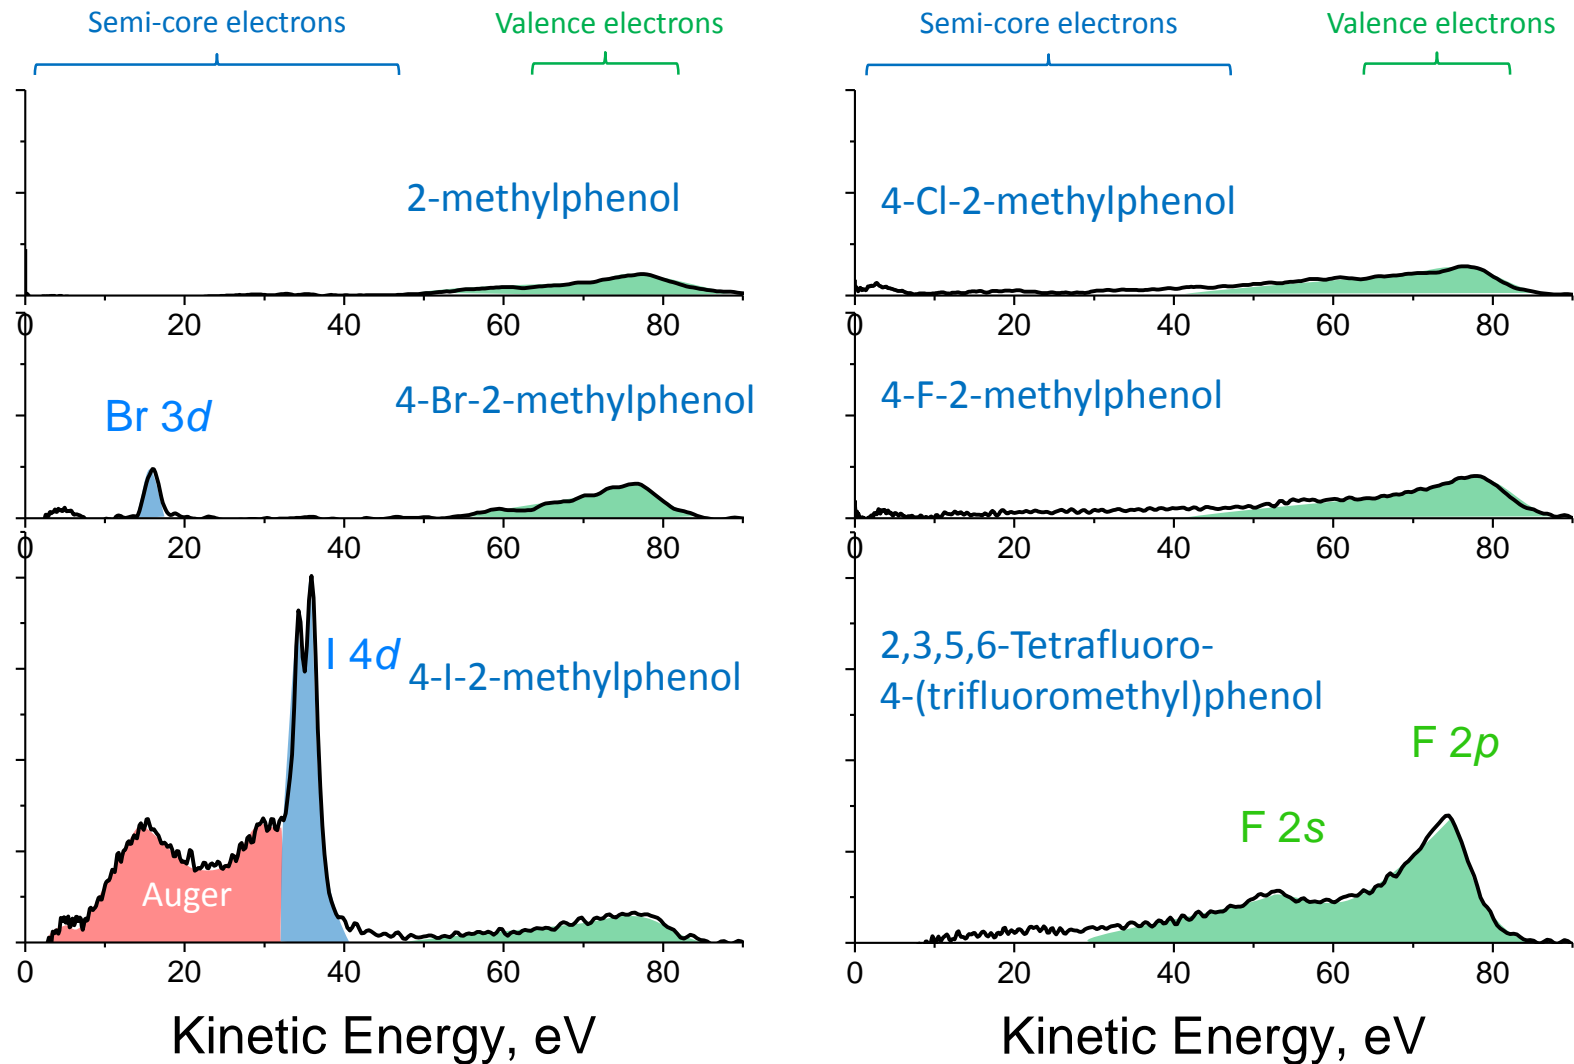 Semi-core electrons
Valence electrons
Semi-core electrons
Valence electrons
2-methylphenol
0 20 40 60 80
4-Cl-2-methylphenol
0 20 40 60 80
Br 3d
4-Br-2-methylphenol
0 20 40 60 80
4-F-2-methylphenol
0 20 40 60 80
I 4d
4-I-2-methylphenol
Auger
0 20 40 60 80
Kinetic Energy, eV
2,3,5,6-Tetrafluoro-
4-(trifluoromethyl)phenol
F 2p
F 2s
0 20 40 60 80
Kinetic Energy, eV